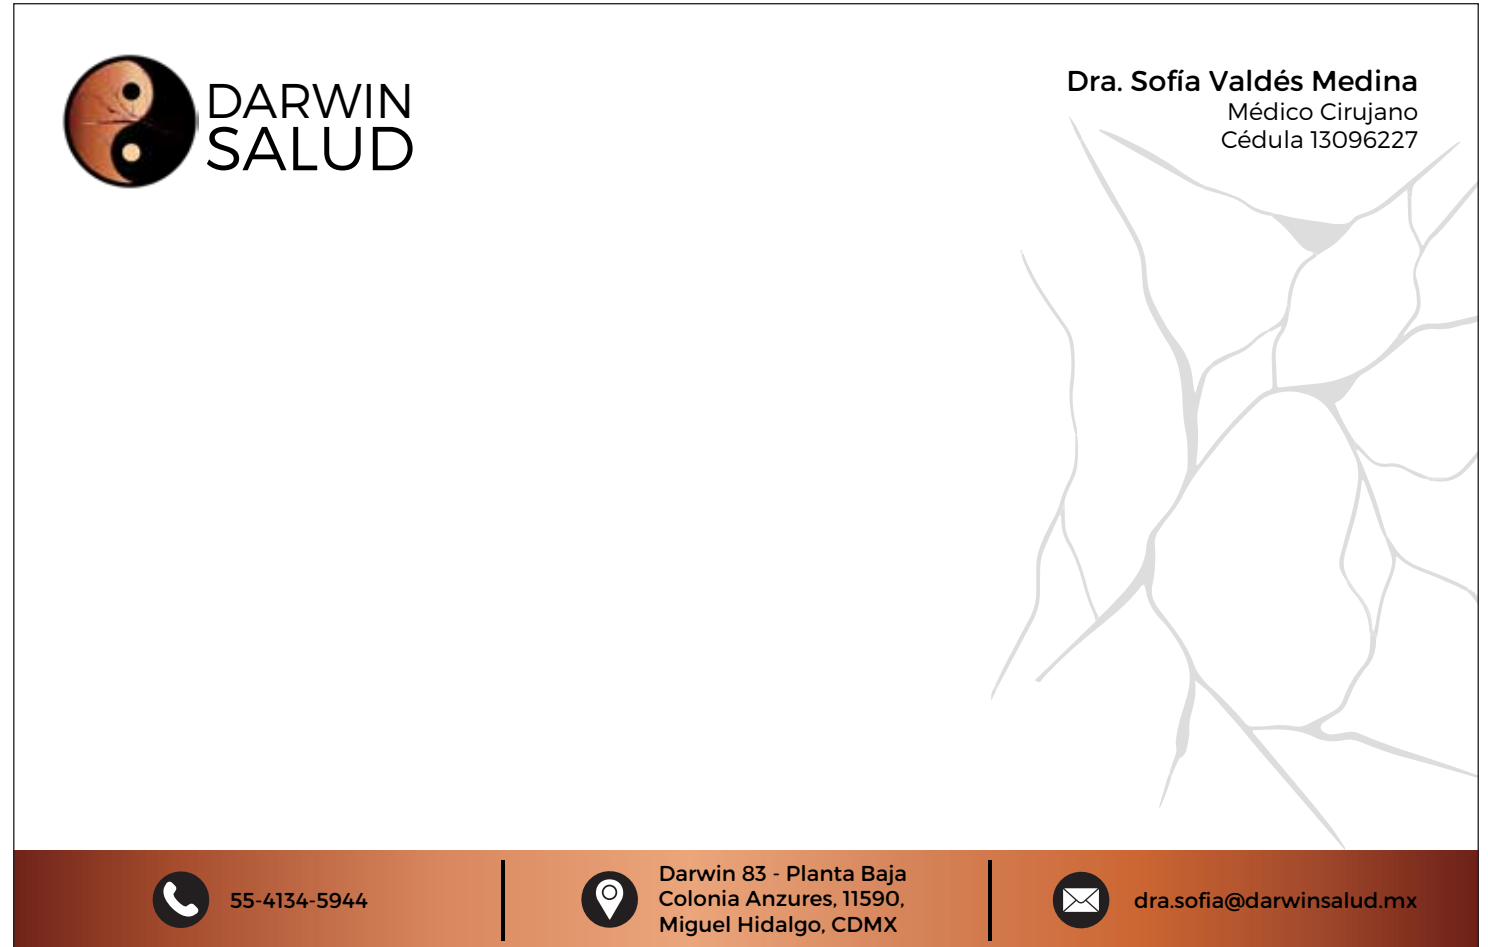 DARWIN
SALUD
Dra. Sofía Valdés Medina
Médico Cirujano
Cédula 13096227
55-4134-5944
Darwin 83 - Planta Baja
Colonia Anzures, 11590,
Miguel Hidalgo, CDMX
dra.sofia@darwinsalud.mx